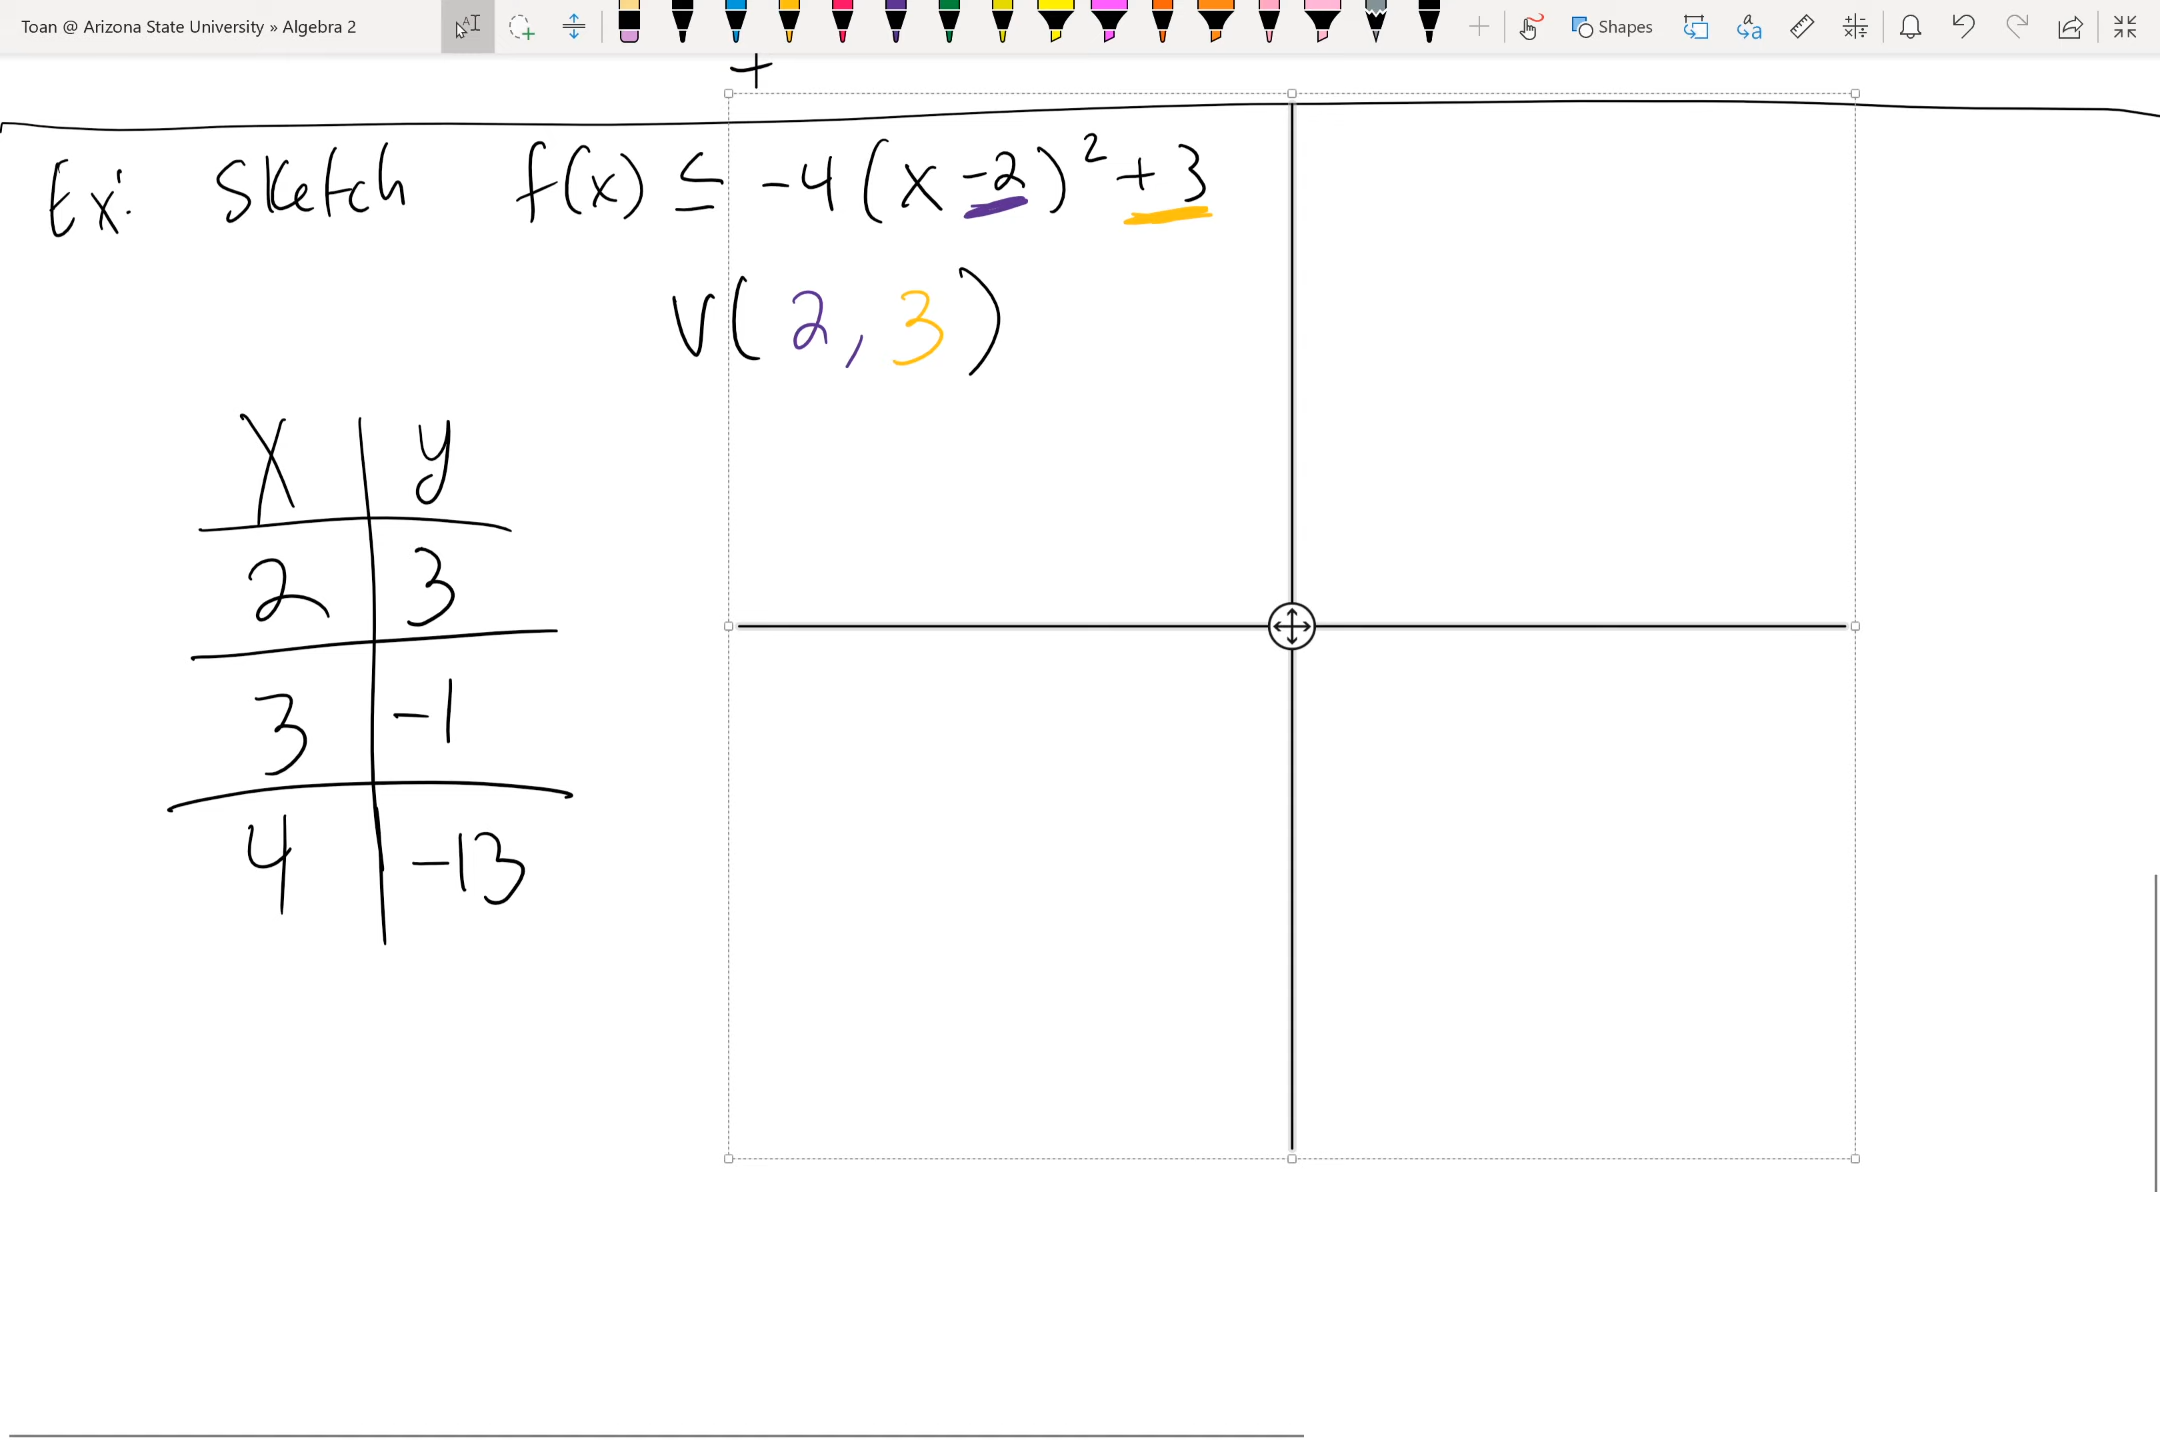 Toan @ Arizona State University » Algebra 2
Shapes
+
Ex: Sketch f(x) ≤ -4(x-2)² +3
V(2, 3)
x | y
2 | 3
3 | -1
4 | -13